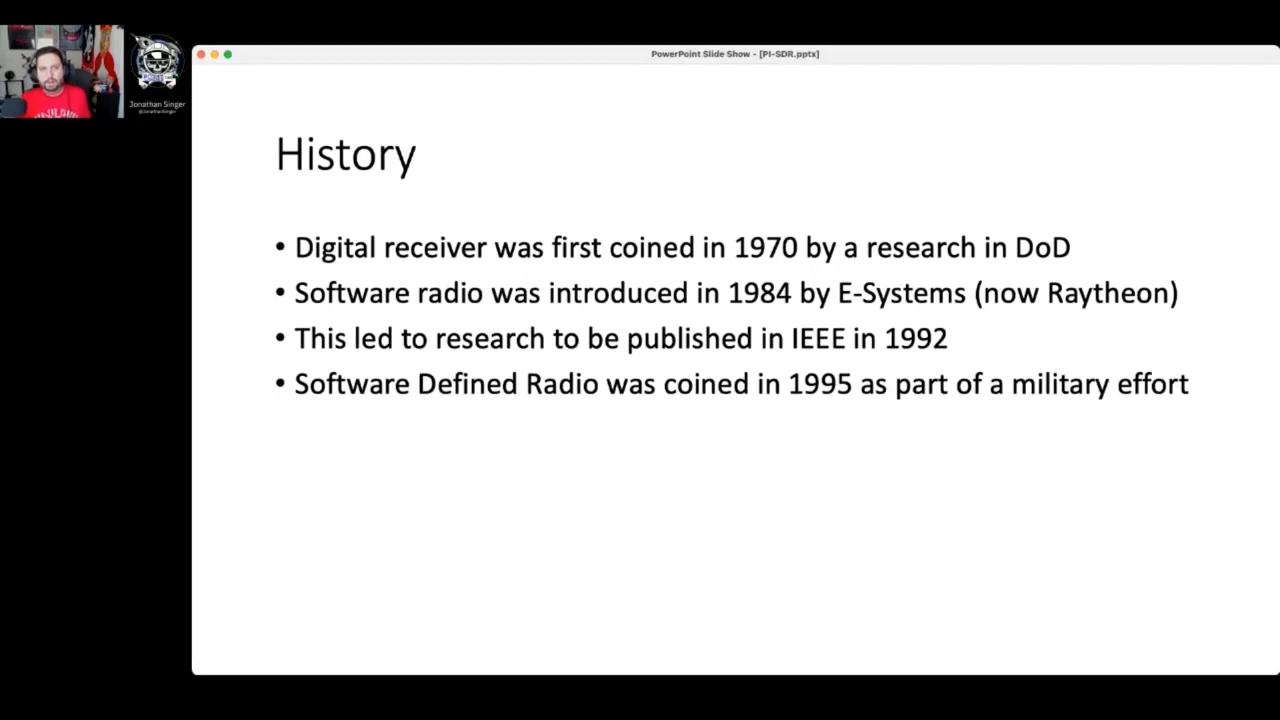 PowerPoint Slide Show - [PI-SDR.pptx]
Jonathan Singer
@JonathanSinger
History
• Digital receiver was first coined in 1970 by a research in DoD
• Software radio was introduced in 1984 by E-Systems (now Raytheon)
• This led to research to be published in IEEE in 1992
• Software Defined Radio was coined in 1995 as part of a military effort